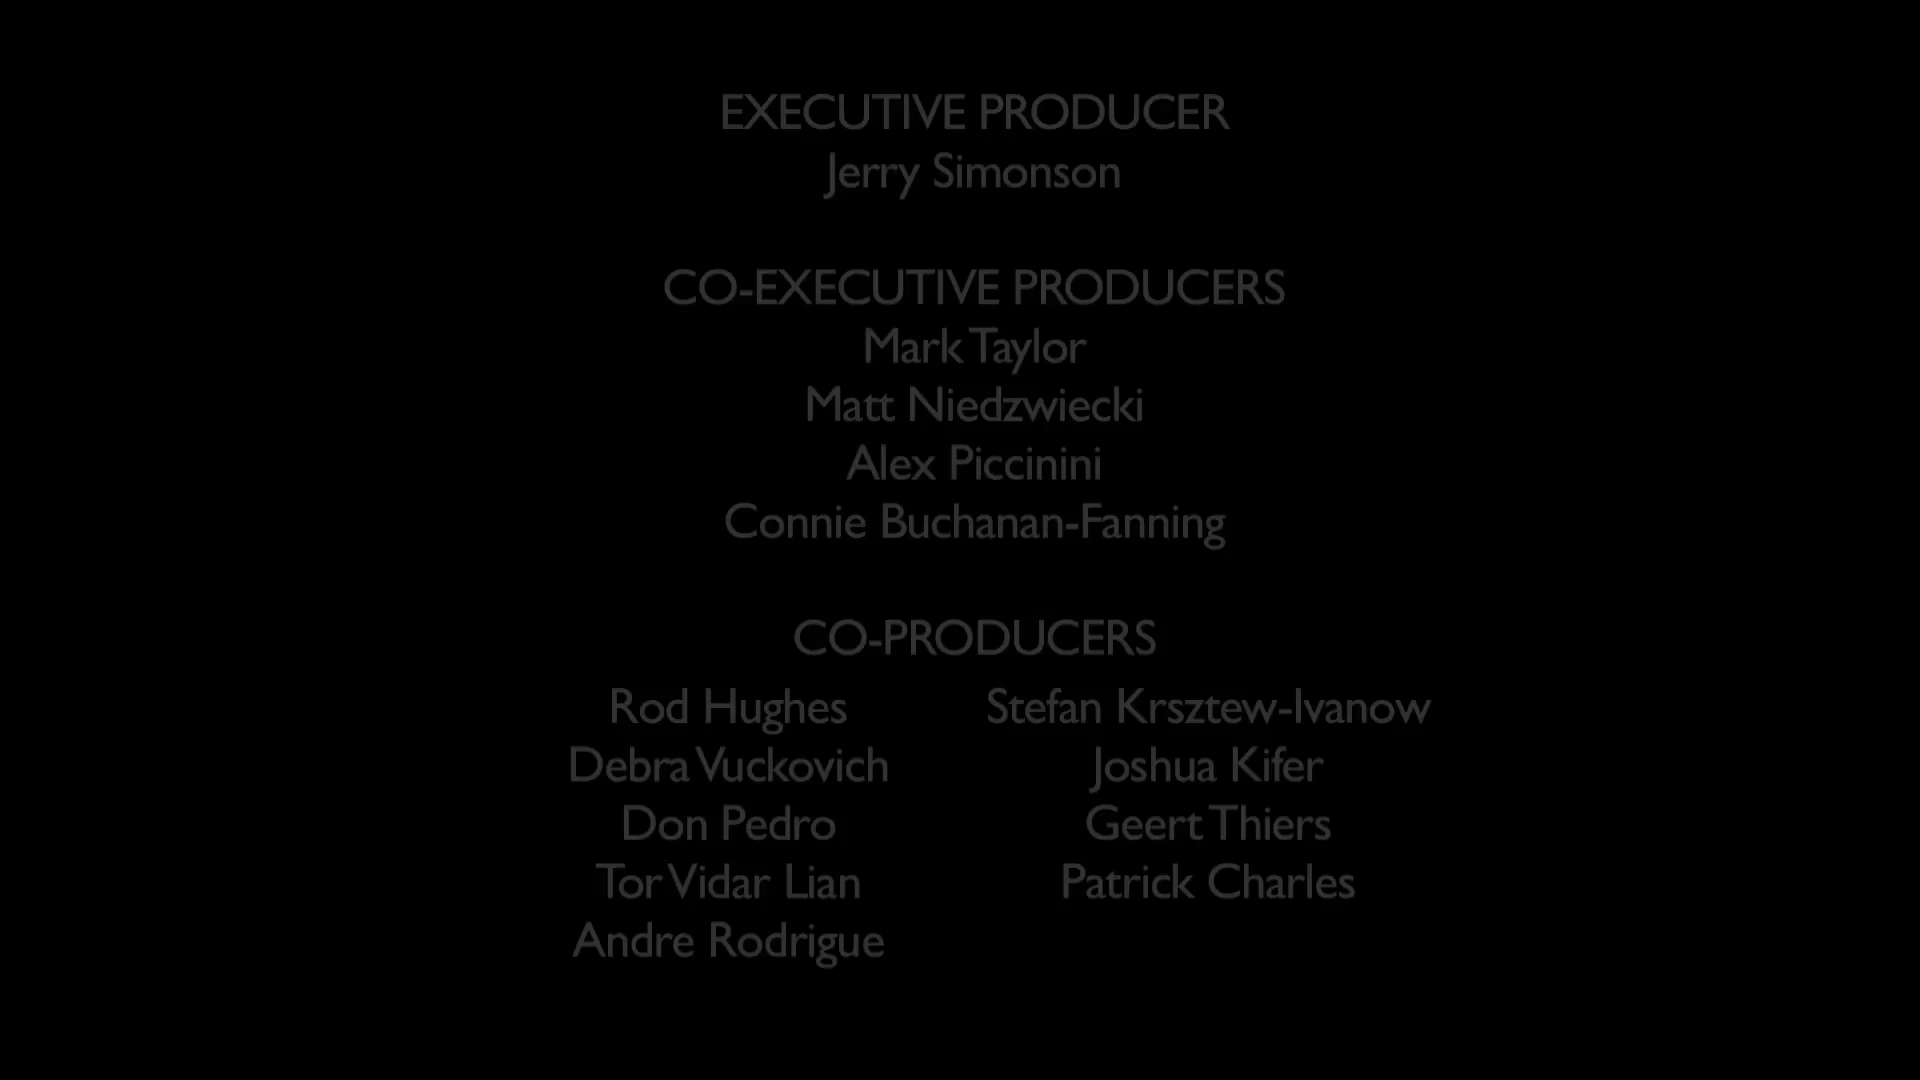 EXECUTIVE PRODUCER
Jerry Simonson
CO-EXECUTIVE PRODUCERS
Mark Taylor
Matt Niedzwiecki
Alex Piccinini
Connie Buchanan-Fanning
CO-PRODUCERS
Rod Hughes
Debra Vuckovich
Don Pedro
Tor Vidar Lian
Andre Rodrigue
Stefan Krsztew-Ivanow
Joshua Kifer
Geert Thiers
Patrick Charles